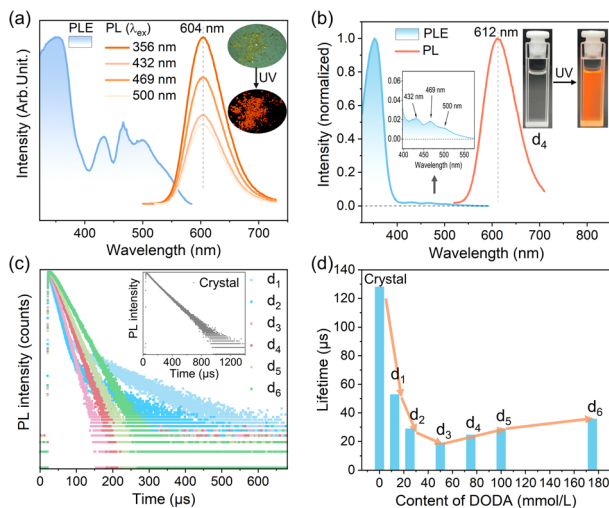 (a)
PLE
PL (λex)
356 nm
432 nm
469 nm
500 nm
604 nm
UV
Intensity (Arb.Unit.)
400 500 600 700
Wavelength (nm)
(b)
PLE
PL
612 nm
UV
d4
Intensity (normalized)
1.0
0.8
0.6
0.4
0.2
0.0
0.04
0.02
0.00
432 nm
469 nm
500 nm
Intensity (normalized)
400 450 500 550
Wavelength (nm)
400 500 600 700 800
Wavelength (nm)
(c)
PL intensity (counts)
Crystal
PL intensity
0 400 800 1200
Time (µs)
d1
d2
d3
d4
d5
d6
0 100 200 300 400 500 600
Time (µs)
(d)
Lifetime (µs)
140
120
100
80
60
40
20
0
Crystal
d1
d2
d3
d4
d5
d6
0 20 40 60 80 100 120 140 160 180
Content of DODA (mmol/L)